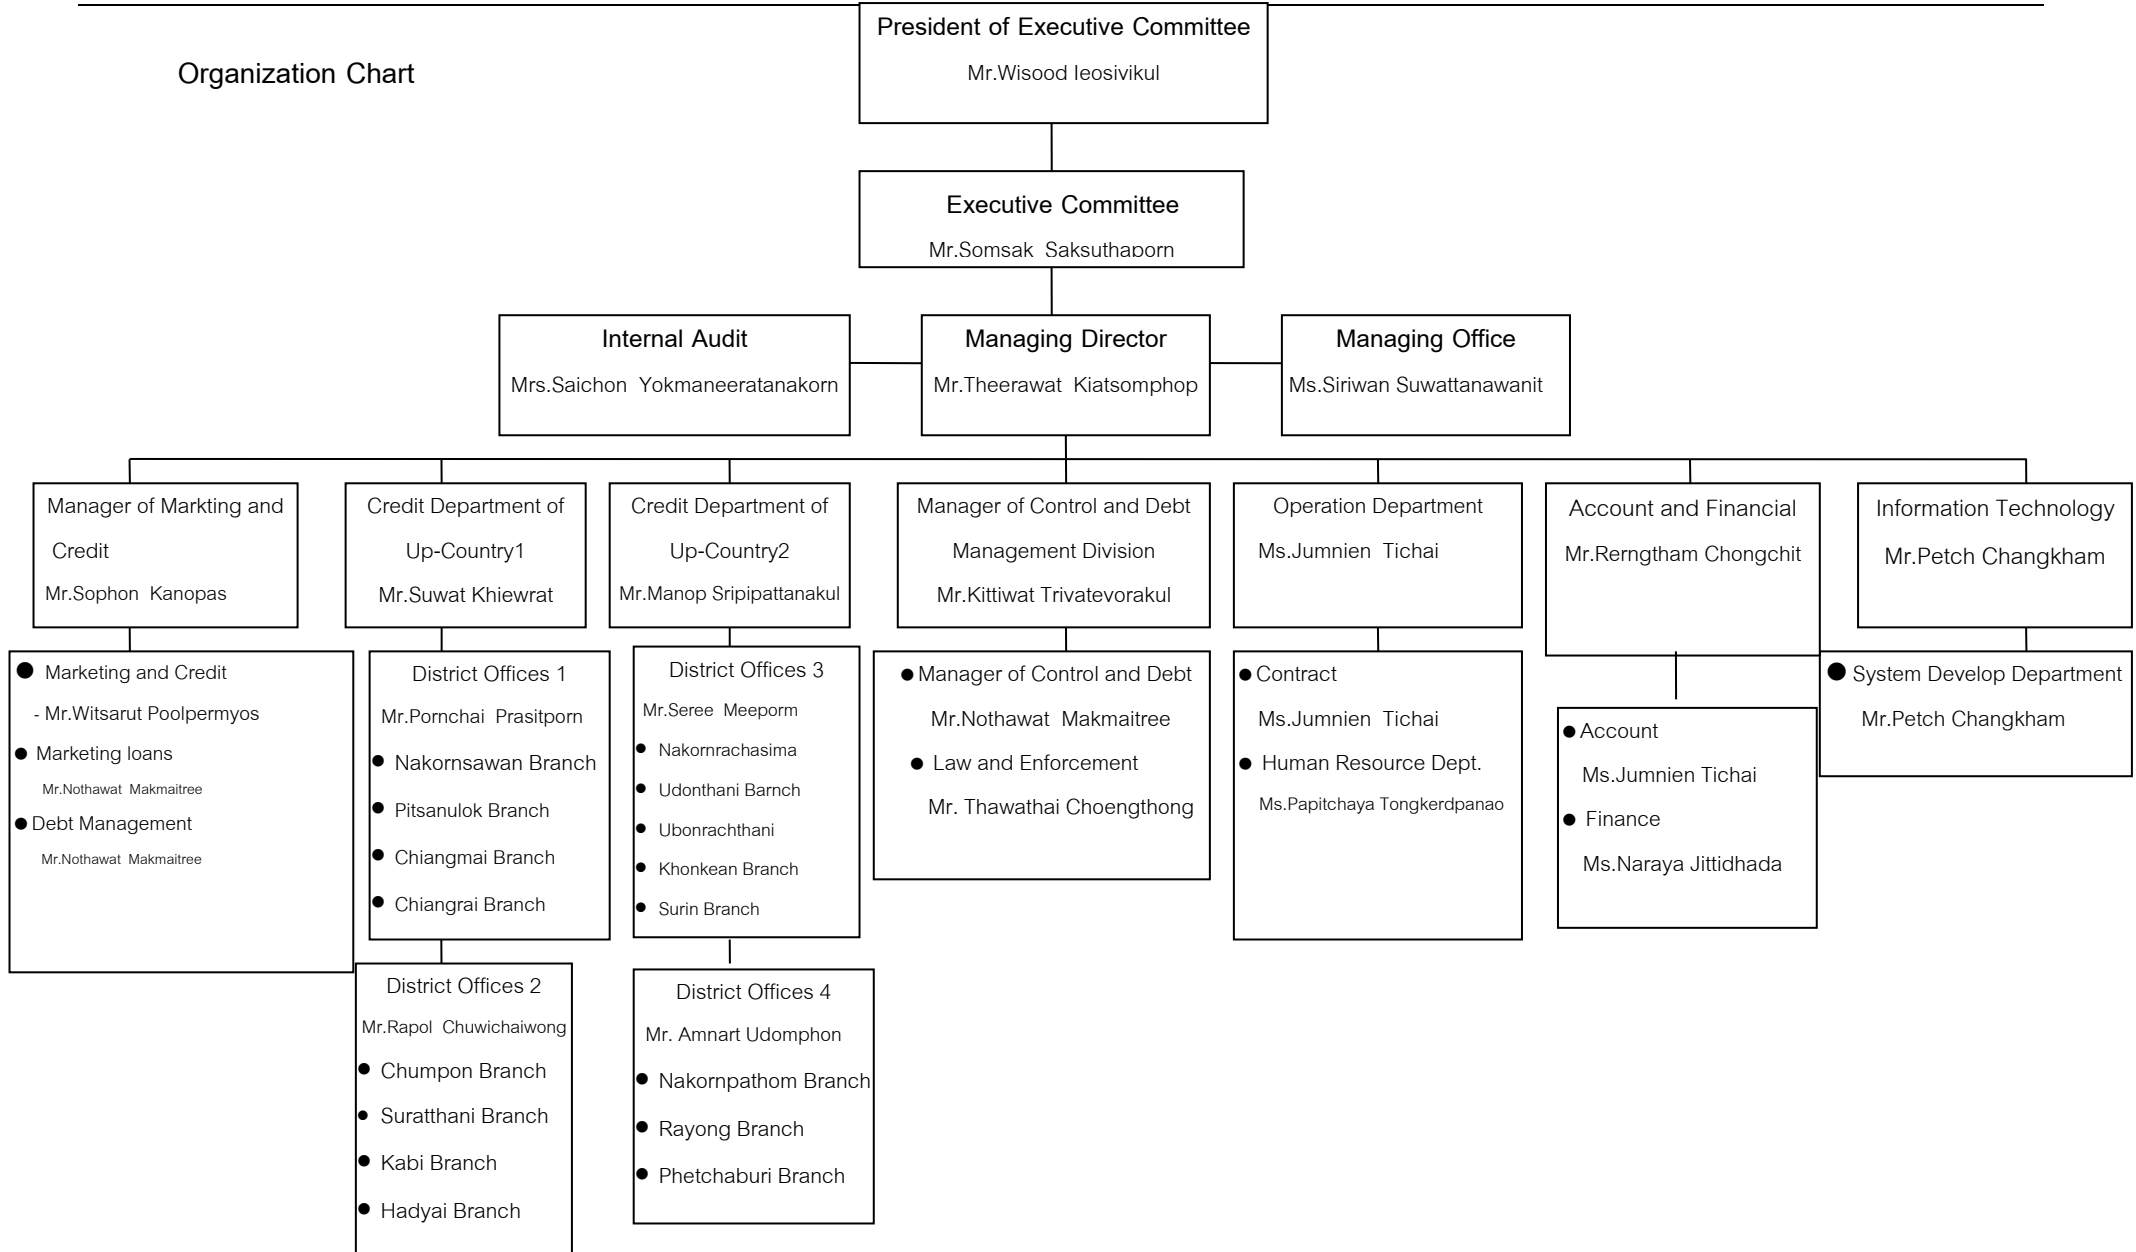 President of Executive Committee
Mr.Wisood leosivikul
Organization Chart
Executive Committee
Mr.Somsak Saksuthaporn
Internal Audit
Mrs.Saichon Yokmaneeratanakorn
Managing Director
Mr.Theerawat Kiatsomphop
Managing Office
Ms.Siriwan Suwattanawanit
Manager of Markting and
Credit
Mr.Sophon Kanopas
Credit Department of
Up-Country1
Mr.Suwat Khiewrat
Credit Department of
Up-Country2
Mr.Manop Sripipattanakul
Manager of Control and Debt
Management Division
Mr.Kittiwat Trivatevorakul
Operation Department
Ms.Jumnien Tichai
Account and Financial
Mr.Rerngtham Chongchit
Information Technology
Mr.Petch Changkham
● Marketing and Credit
- Mr.Witsarut Poolpermyos
● Marketing loans
Mr.Nothawat Makmaitree
● Debt Management
Mr.Nothawat Makmaitree
District Offices 1
Mr.Pornchai Prasitporn
● Nakornsawan Branch
● Pitsanulok Branch
● Chiangmai Branch
● Chiangrai Branch
District Offices 2
Mr.Rapol Chuwichaiwong
● Chumpon Branch
● Suratthani Branch
● Kabi Branch
● Hadyai Branch
District Offices 3
Mr.Seree Meeporm
● Nakornrachasima
● Udonthani Barnch
● Ubonrachthani
● Khonkean Branch
● Surin Branch
District Offices 4
Mr. Amnart Udomphon
● Nakornpathom Branch
● Rayong Branch
● Phetchaburi Branch
● Manager of Control and Debt
Mr.Nothawat Makmaitree
● Law and Enforcement
Mr. Thawathai Choengthong
● Contract
Ms.Jumnien Tichai
● Human Resource Dept.
Ms.Papitchaya Tongkerdpanao
● Account
Ms.Jumnien Tichai
● Finance
Ms.Naraya Jittidhada
● System Develop Department
Mr.Petch Changkham